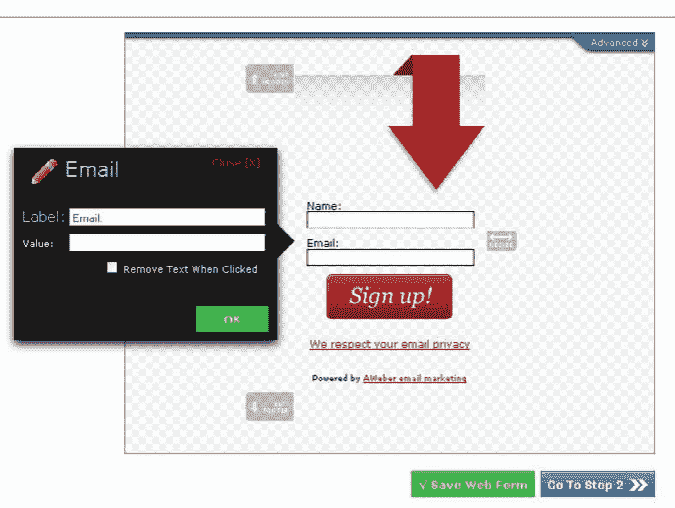 Advanced
Email
Close [X]
Label: Email:
Value:
Remove Text When Clicked
OK
Name:
Email:
Sign up!
We respect your email privacy
Powered by AWeber email marketing
√ Save Web Form
Go To Step 2